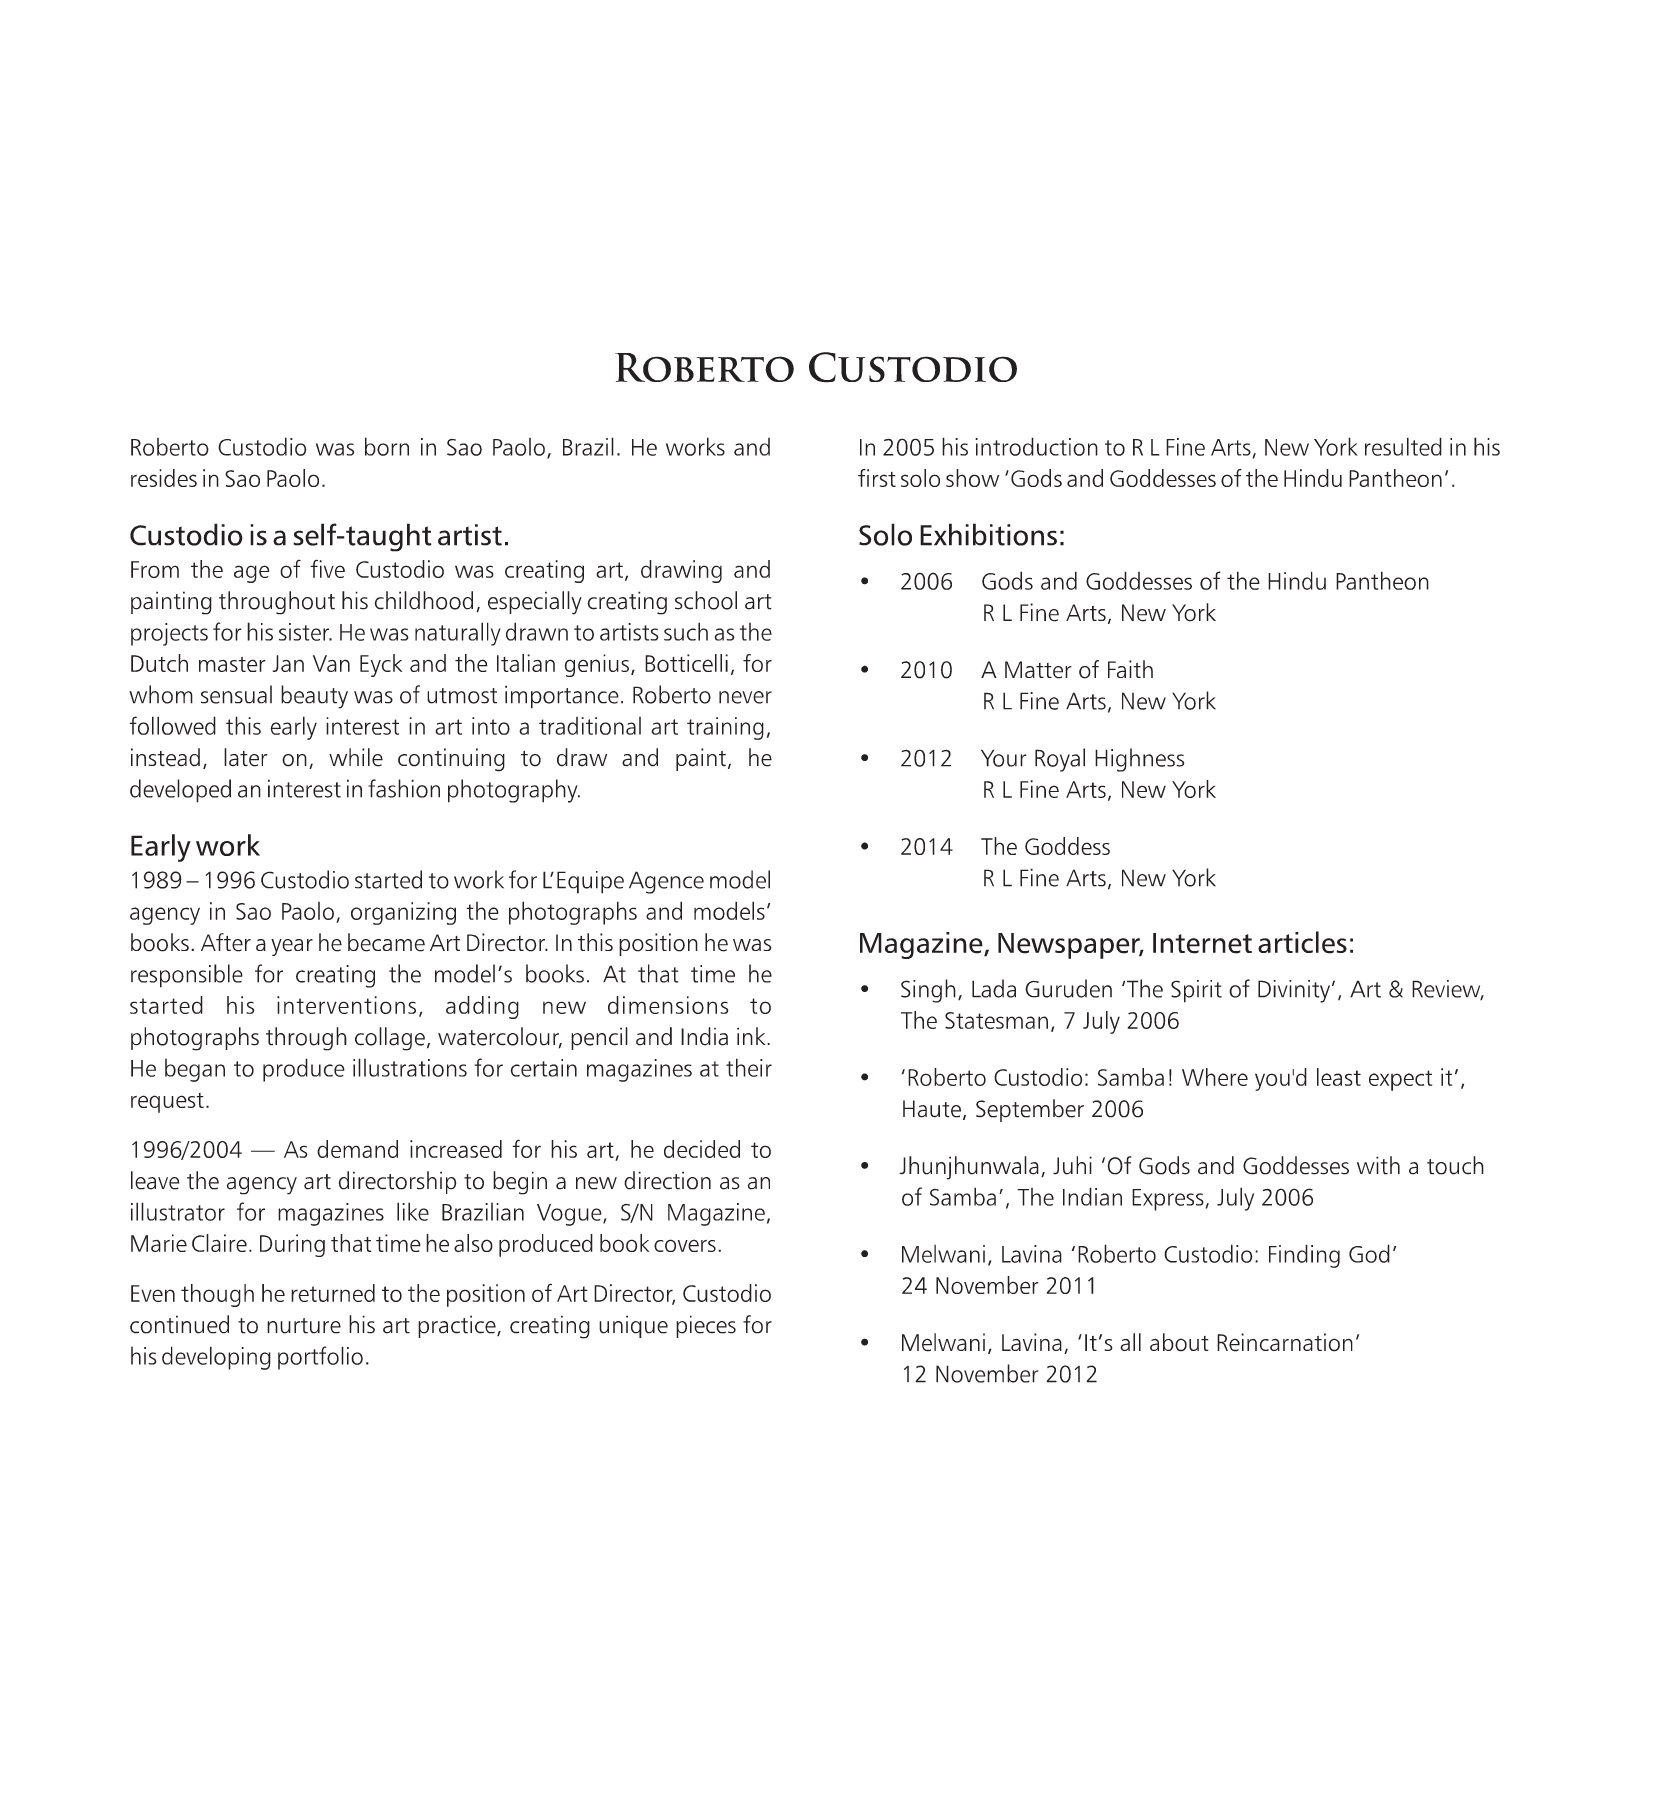 Roberto Custodio
Roberto Custodio was born in Sao Paolo, Brazil. He works and
resides in Sao Paolo.
Custodio is a self-taught artist.
From the age of five Custodio was creating art, drawing and
painting throughout his childhood, especially creating school art
projects for his sister. He was naturally drawn to artists such as the
Dutch master Jan Van Eyck and the Italian genius, Botticelli, for
whom sensual beauty was of utmost importance. Roberto never
followed this early interest in art into a traditional art training,
instead, later on, while continuing to draw and paint, he
developed an interest in fashion photography.
Early work
1989 – 1996 Custodio started to work for L’Equipe Agence model
agency in Sao Paolo, organizing the photographs and models’
books. After a year he became Art Director. In this position he was
responsible for creating the model’s books. At that time he
started his interventions, adding new dimensions to
photographs through collage, watercolour, pencil and India ink.
He began to produce illustrations for certain magazines at their
request.
1996/2004 — As demand increased for his art, he decided to
leave the agency art directorship to begin a new direction as an
illustrator for magazines like Brazilian Vogue, S/N Magazine,
Marie Claire. During that time he also produced book covers.
Even though he returned to the position of Art Director, Custodio
continued to nurture his art practice, creating unique pieces for
his developing portfolio.
In 2005 his introduction to R L Fine Arts, New York resulted in his
first solo show ‘Gods and Goddesses of the Hindu Pantheon’.
Solo Exhibitions:
• 2006 Gods and Goddesses of the Hindu Pantheon
R L Fine Arts, New York
• 2010 A Matter of Faith
R L Fine Arts, New York
• 2012 Your Royal Highness
R L Fine Arts, New York
• 2014 The Goddess
R L Fine Arts, New York
Magazine, Newspaper, Internet articles:
• Singh, Lada Guruden ‘The Spirit of Divinity’, Art & Review,
The Statesman, 7 July 2006
• ‘Roberto Custodio: Samba! Where you'd least expect it’,
Haute, September 2006
• Jhunjhunwala, Juhi ‘Of Gods and Goddesses with a touch
of Samba’, The Indian Express, July 2006
• Melwani, Lavina ‘Roberto Custodio: Finding God’
24 November 2011
• Melwani, Lavina, ‘It’s all about Reincarnation’
12 November 2012